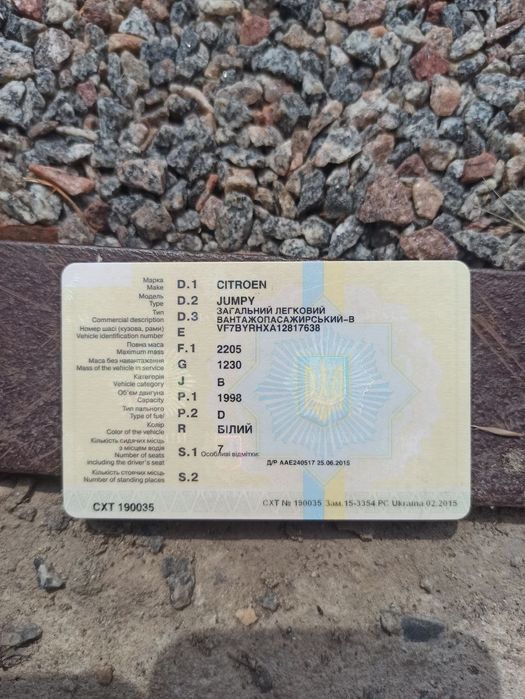 Марка
Make D.1 CITROEN
Модель
Type D.2 JUMPY
Тип
Commercial description D.3 ЗАГАЛЬНИЙ ЛЕГКОВИЙ
ВАНТАЖОПАСАЖИРСЬКИЙ-В
Номер шасі (кузова, рами)
Vehicle identification number E VF7BYRHXA12817638
Повна маса
Maximum mass F.1 2205
Маса без навантаження
Mass of the vehicle in service G 1230
Категорія
Vehicle category J B
Об'єм двигуна
Capacity P.1 1998
Тип пального
Type of fuel P.2 D
Колір
Color of the vehicle R БІЛИЙ
Кількість сидячих місць
з місцем водія
Number of seats
including the driver's seat S.1 7
Особливі відмітки:
Д/Р ААЕ240517 25.06.2015
Кількість стоячих місць
Number of standing places S.2
СХТ 190035
СХТ № 190035 Зам.15-3354 РС Ukraina 02.2015